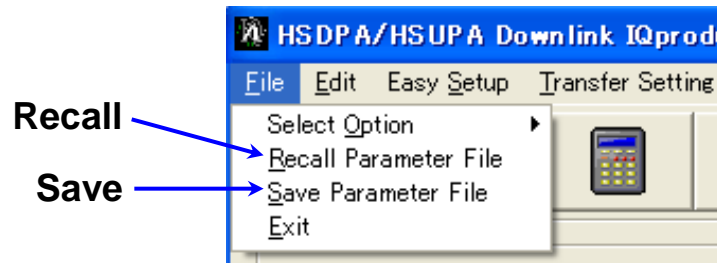 HSDPA/HSUPA Downlink IQprod
File Edit Easy Setup Transfer Setting
Recall
Select Option
Recall Parameter File
Save
Save Parameter File
Exit